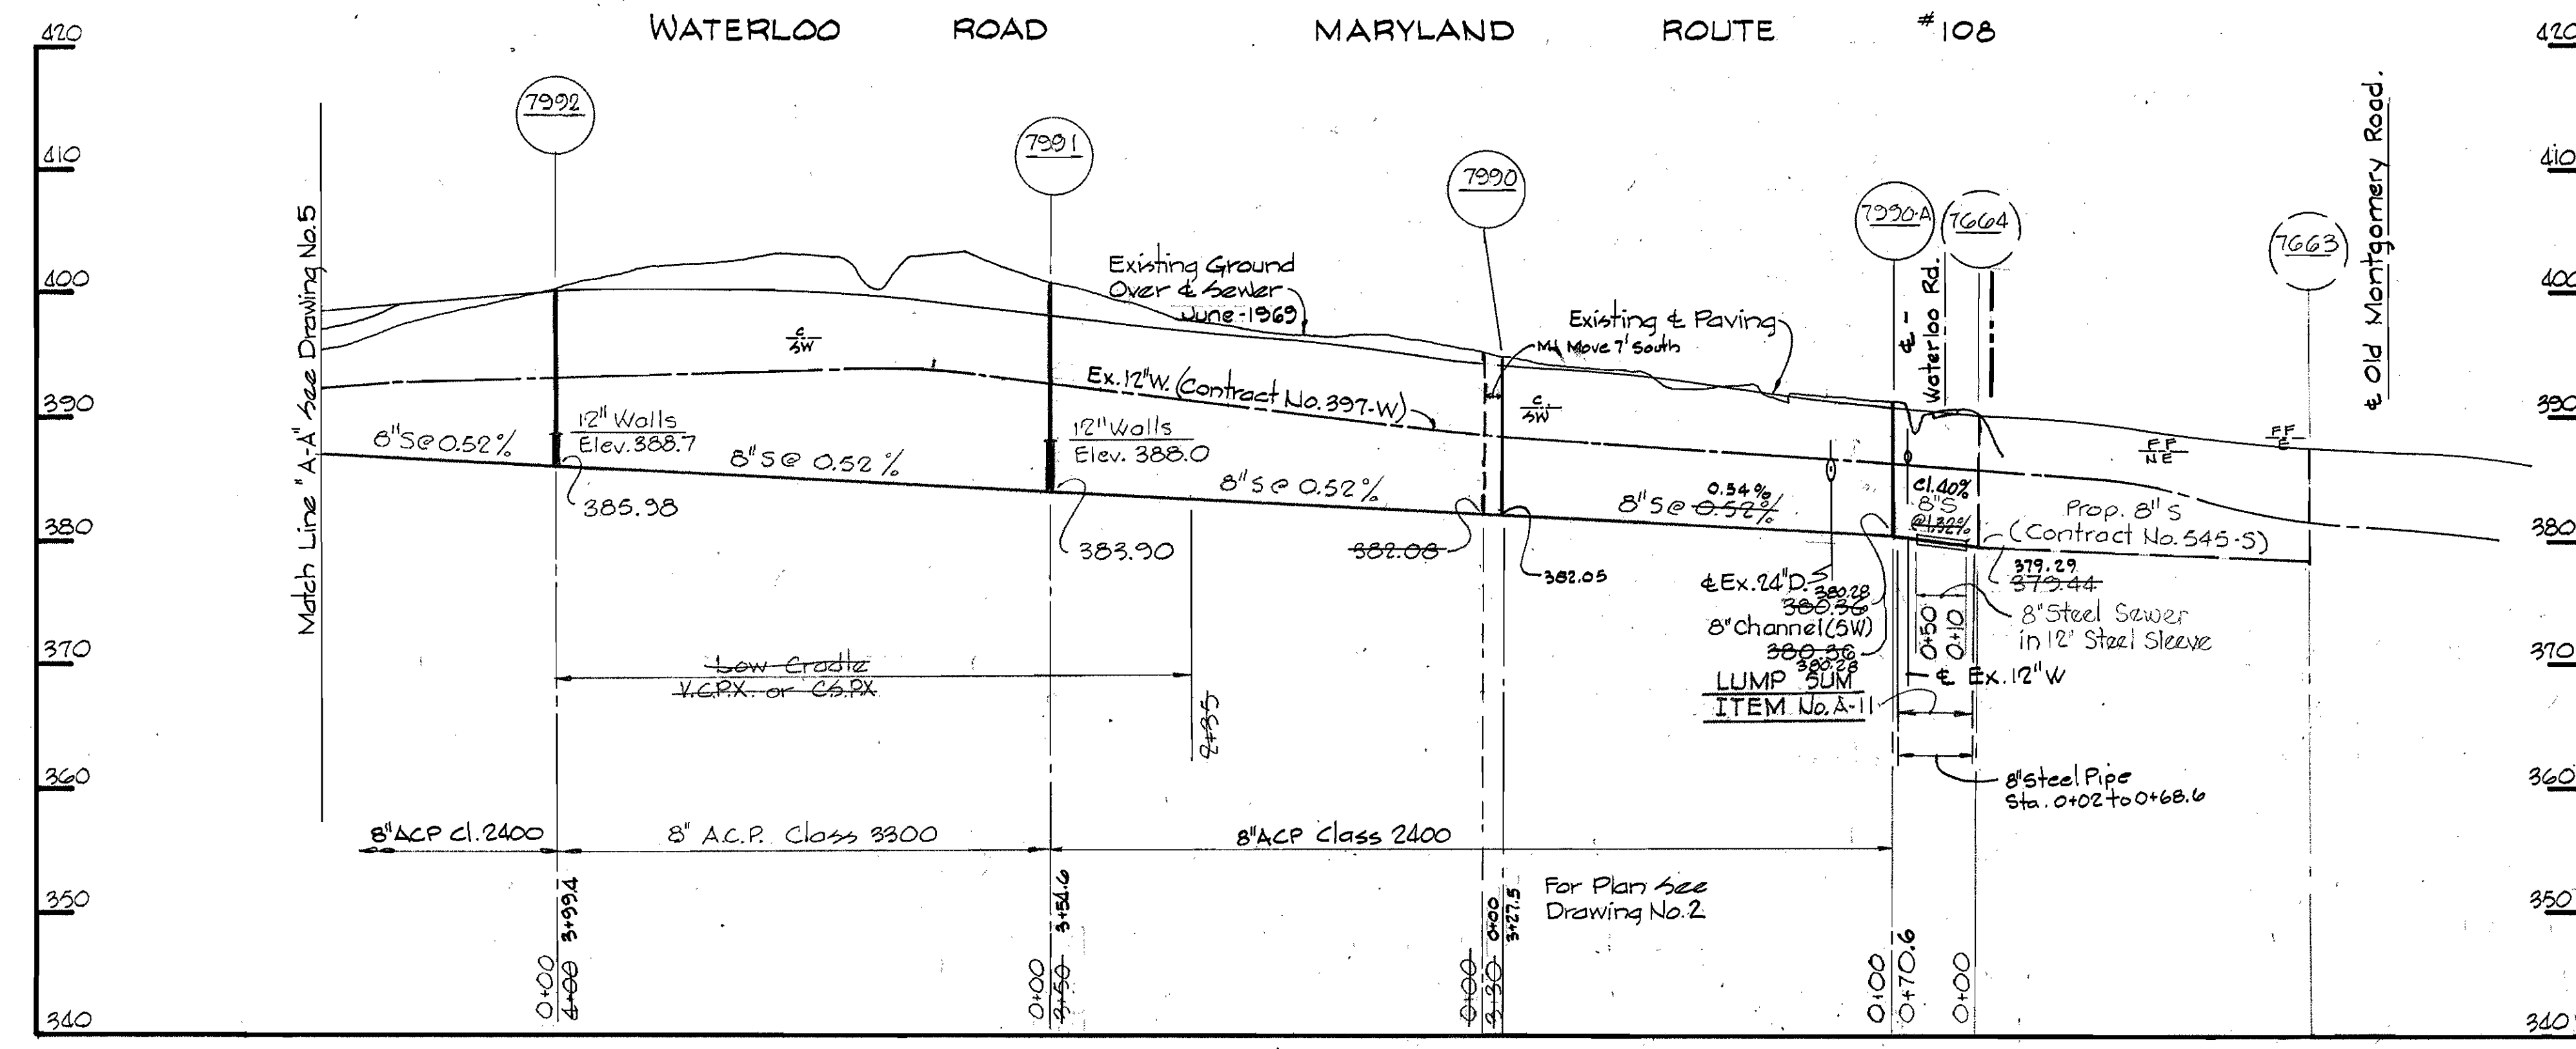 WATERLOO ROAD MARYLAND ROUTE #108
420
410
400
390
380
370
360
350
340
420
410
400
390
380
370
360
350
340
Match Line "A-A" See Drawing No.5
7992
7991
7990
7990-A
7664
7663
℄ Old Montgomery Road.
℄ - Waterloo Rd.
Existing Ground
Over ℄ Sewer
June-1969
Existing ℄ Paving
MH Move 7' South
C
SW
C
SW
FF
NE
FF
E
Ex.12"W. (Contract No.397-W)
8"S@0.52%
12" Walls
Elev.388.7
385.98
8"S@ 0.52%
12" Walls
Elev. 388.0
383.90
8"S@ 0.52%
382.08
382.05
0.54%
8"S@ 0.52%
@1.40%
8"S
@1.32%
Prop. 8" S
(Contract No.545-S)
379.29
379.44
8" Steel Sewer
in 12" Steel Sleeve
℄ Ex.24"D.
380.28
380.36
8" Channel (SW)
380.36
380.28
LUMP SUM
ITEM No.A-11
0+50
0+10
℄ Ex.12"W
8"Steel Pipe
Sta. 0+02 to 0+68.6
Low Cradle
V.C.P.X. or C.S.P.X.
2+35
8"ACP Cl.2400
8" A.C.P. Class 3300
8"ACP Class 2400
For Plan See
Drawing No.2
0+00
4+00 3+99.4
0+00
3+50 3+54.6
0+00
3+30 0+00
3+27.5
0+00
0+70.6
0+00